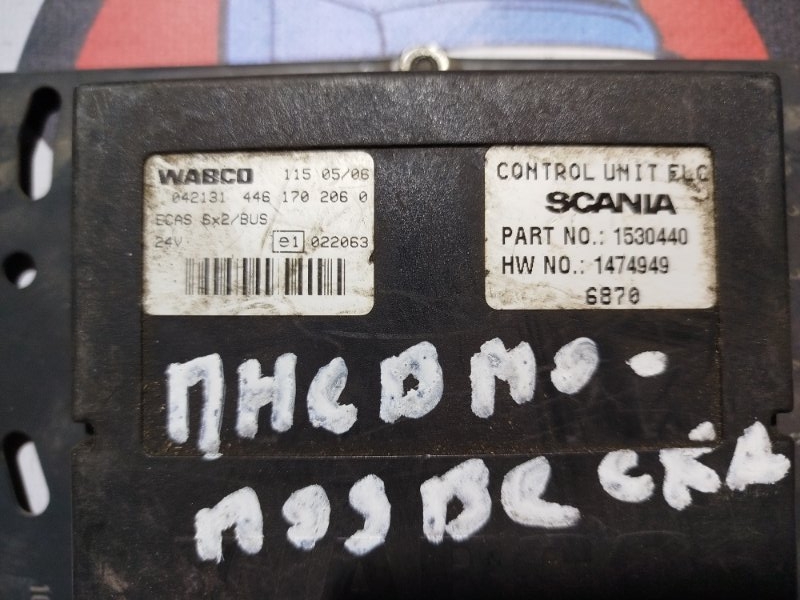 WABCO 115 05/06
042131 446 170 206 0
ECAS 6x2/BUS
24V e1 022063
CONTROL UNIT ELC
SCANIA
PART NO.: 1530440
HW NO.: 1474949
6870
ПНЕВМО-
ПОДВЕСКА